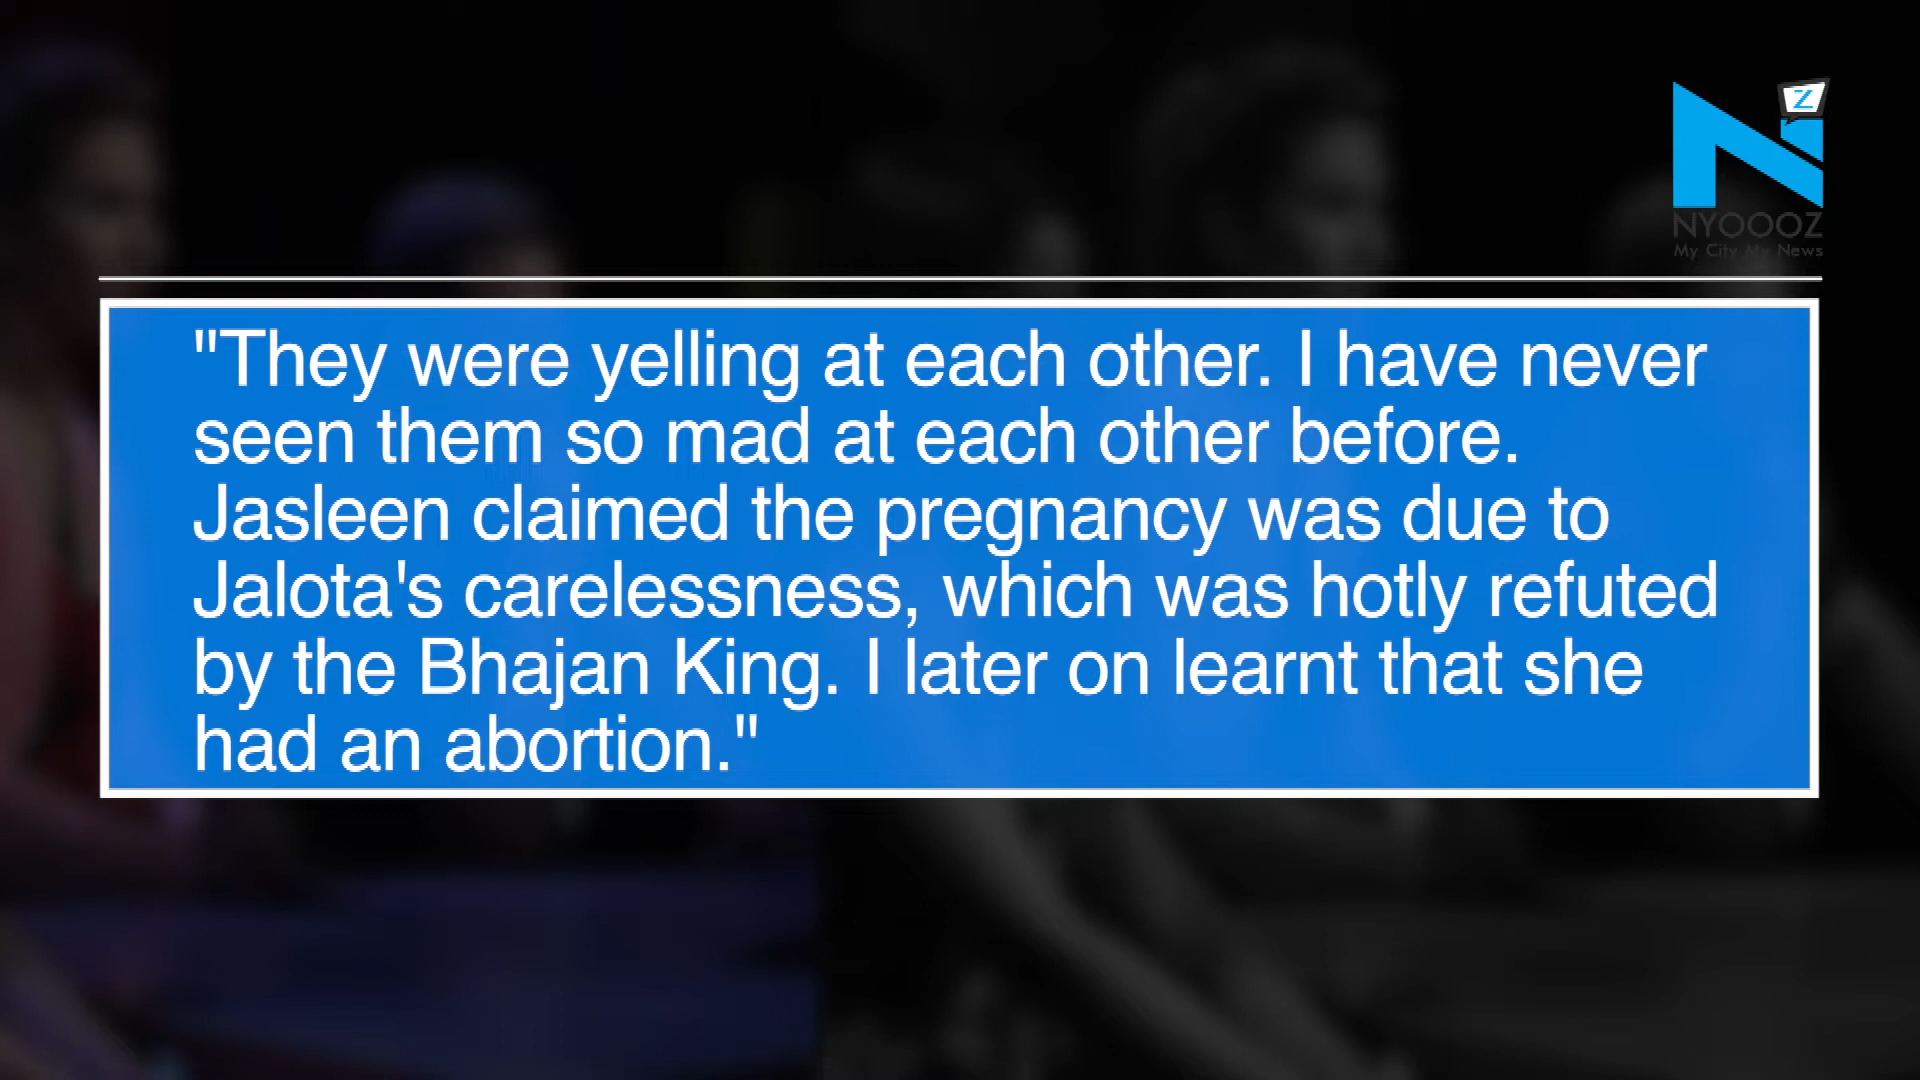 Z
NYOOOZ
My City My News
"They were yelling at each other. I have never
seen them so mad at each other before.
Jasleen claimed the pregnancy was due to
Jalota's carelessness, which was hotly refuted
by the Bhajan King. I later on learnt that she
had an abortion."